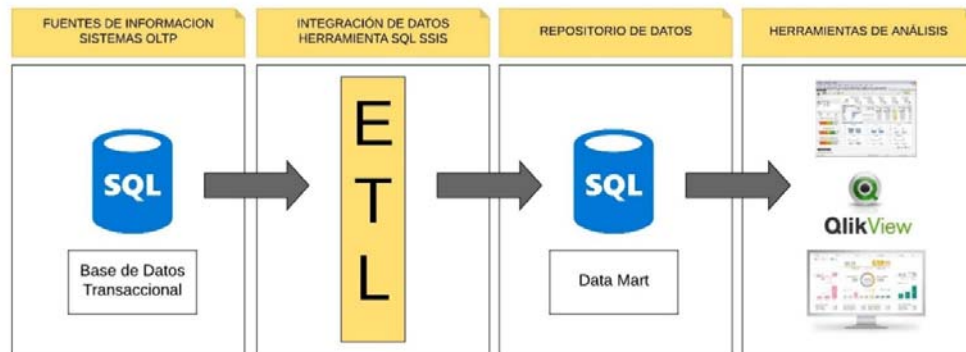 FUENTES DE INFORMACION
SISTEMAS OLTP
INTEGRACIÓN DE DATOS
HERRAMIENTA SQL SSIS
REPOSITORIO DE DATOS
HERRAMIENTAS DE ANÁLISIS
SQL
Base de Datos
Transaccional
E
T
L
SQL
Data Mart
QlikView